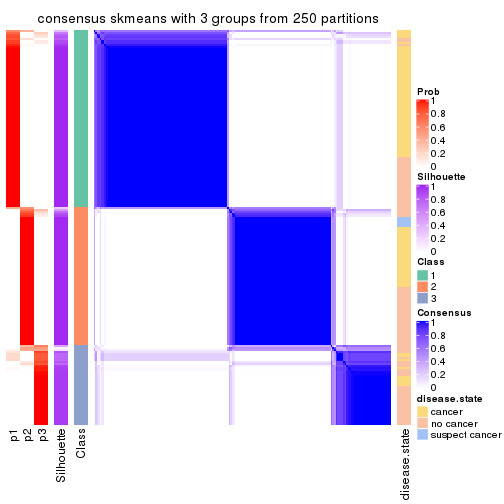 consensus skmeans with 3 groups from 250 partitions
Prob
1
0.8
0.6
0.4
0.2
0
Silhouette
1
0.8
0.6
0.4
0.2
0
Class
1
2
3
Consensus
1
0.8
0.6
0.4
0.2
0
disease.state
cancer
no cancer
suspect cancer
p1
p2
p3
Silhouette
Class
disease.state